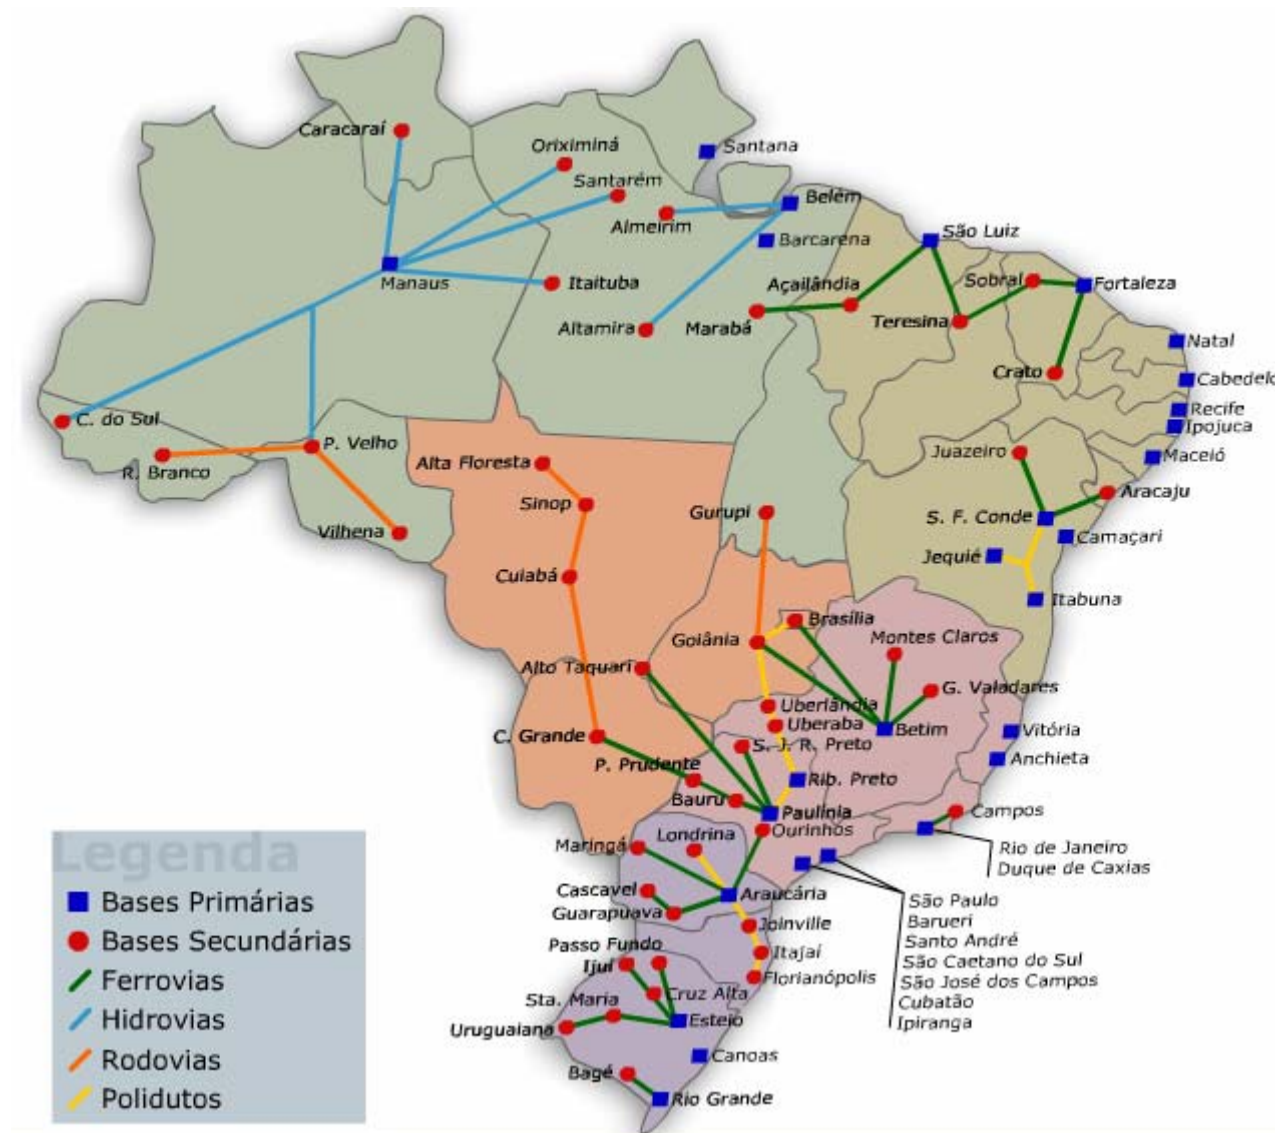 Caracaraí
Oriximiná
Santana
Santarém
Belém
Almeirim
São Luiz
Barcarena
Manaus
Itaituba
Açailândia
Sobral
Fortaleza
Altamira
Marabá
Teresina
Natal
Crato
Cabedelo
Recife
C. do Sul
Ipojuca
P. Velho
Juazeiro
Maceió
R. Branco
Alta Floresta
Aracaju
Sinop
Gurupi
S. F. Conde
Vilhena
Camaçari
Jequié
Cuiabá
Itabuna
Brasília
Goiânia
Montes Claros
Alto Taquari
G. Valadares
Uberlândia
Uberaba
Betim
Vitória
C. Grande
S. J. R. Preto
Anchieta
P. Prudente
Rib. Preto
Bauru
Paulínia
Campos
Ourinhos
Londrina
Maringá
Rio de Janeiro
Duque de Caxias
Cascavel
Araucária
São Paulo
Guarapuava
Barueri
Joinville
Santo André
Passo Fundo
Itajaí
São Caetano do Sul
Ijuí
Florianópolis
São José dos Campos
Sta. Maria
Cruz Alta
Cubatão
Uruguaiana
Esteio
Ipiranga
Canoas
Bagé
Rio Grande
Legenda
Bases Primárias
Bases Secundárias
Ferrovias
Hidrovias
Rodovias
Polidutos